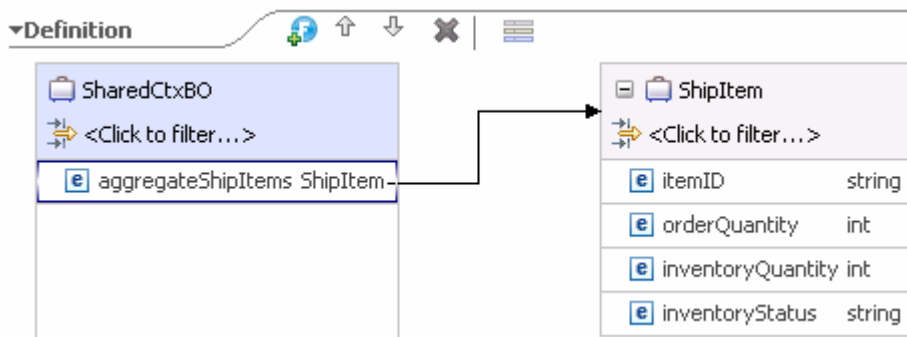 Definition
SharedCtxBO
<Click to filter...>
aggregateShipItems ShipItem
ShipItem
<Click to filter...>
itemID string
orderQuantity int
inventoryQuantity int
inventoryStatus string